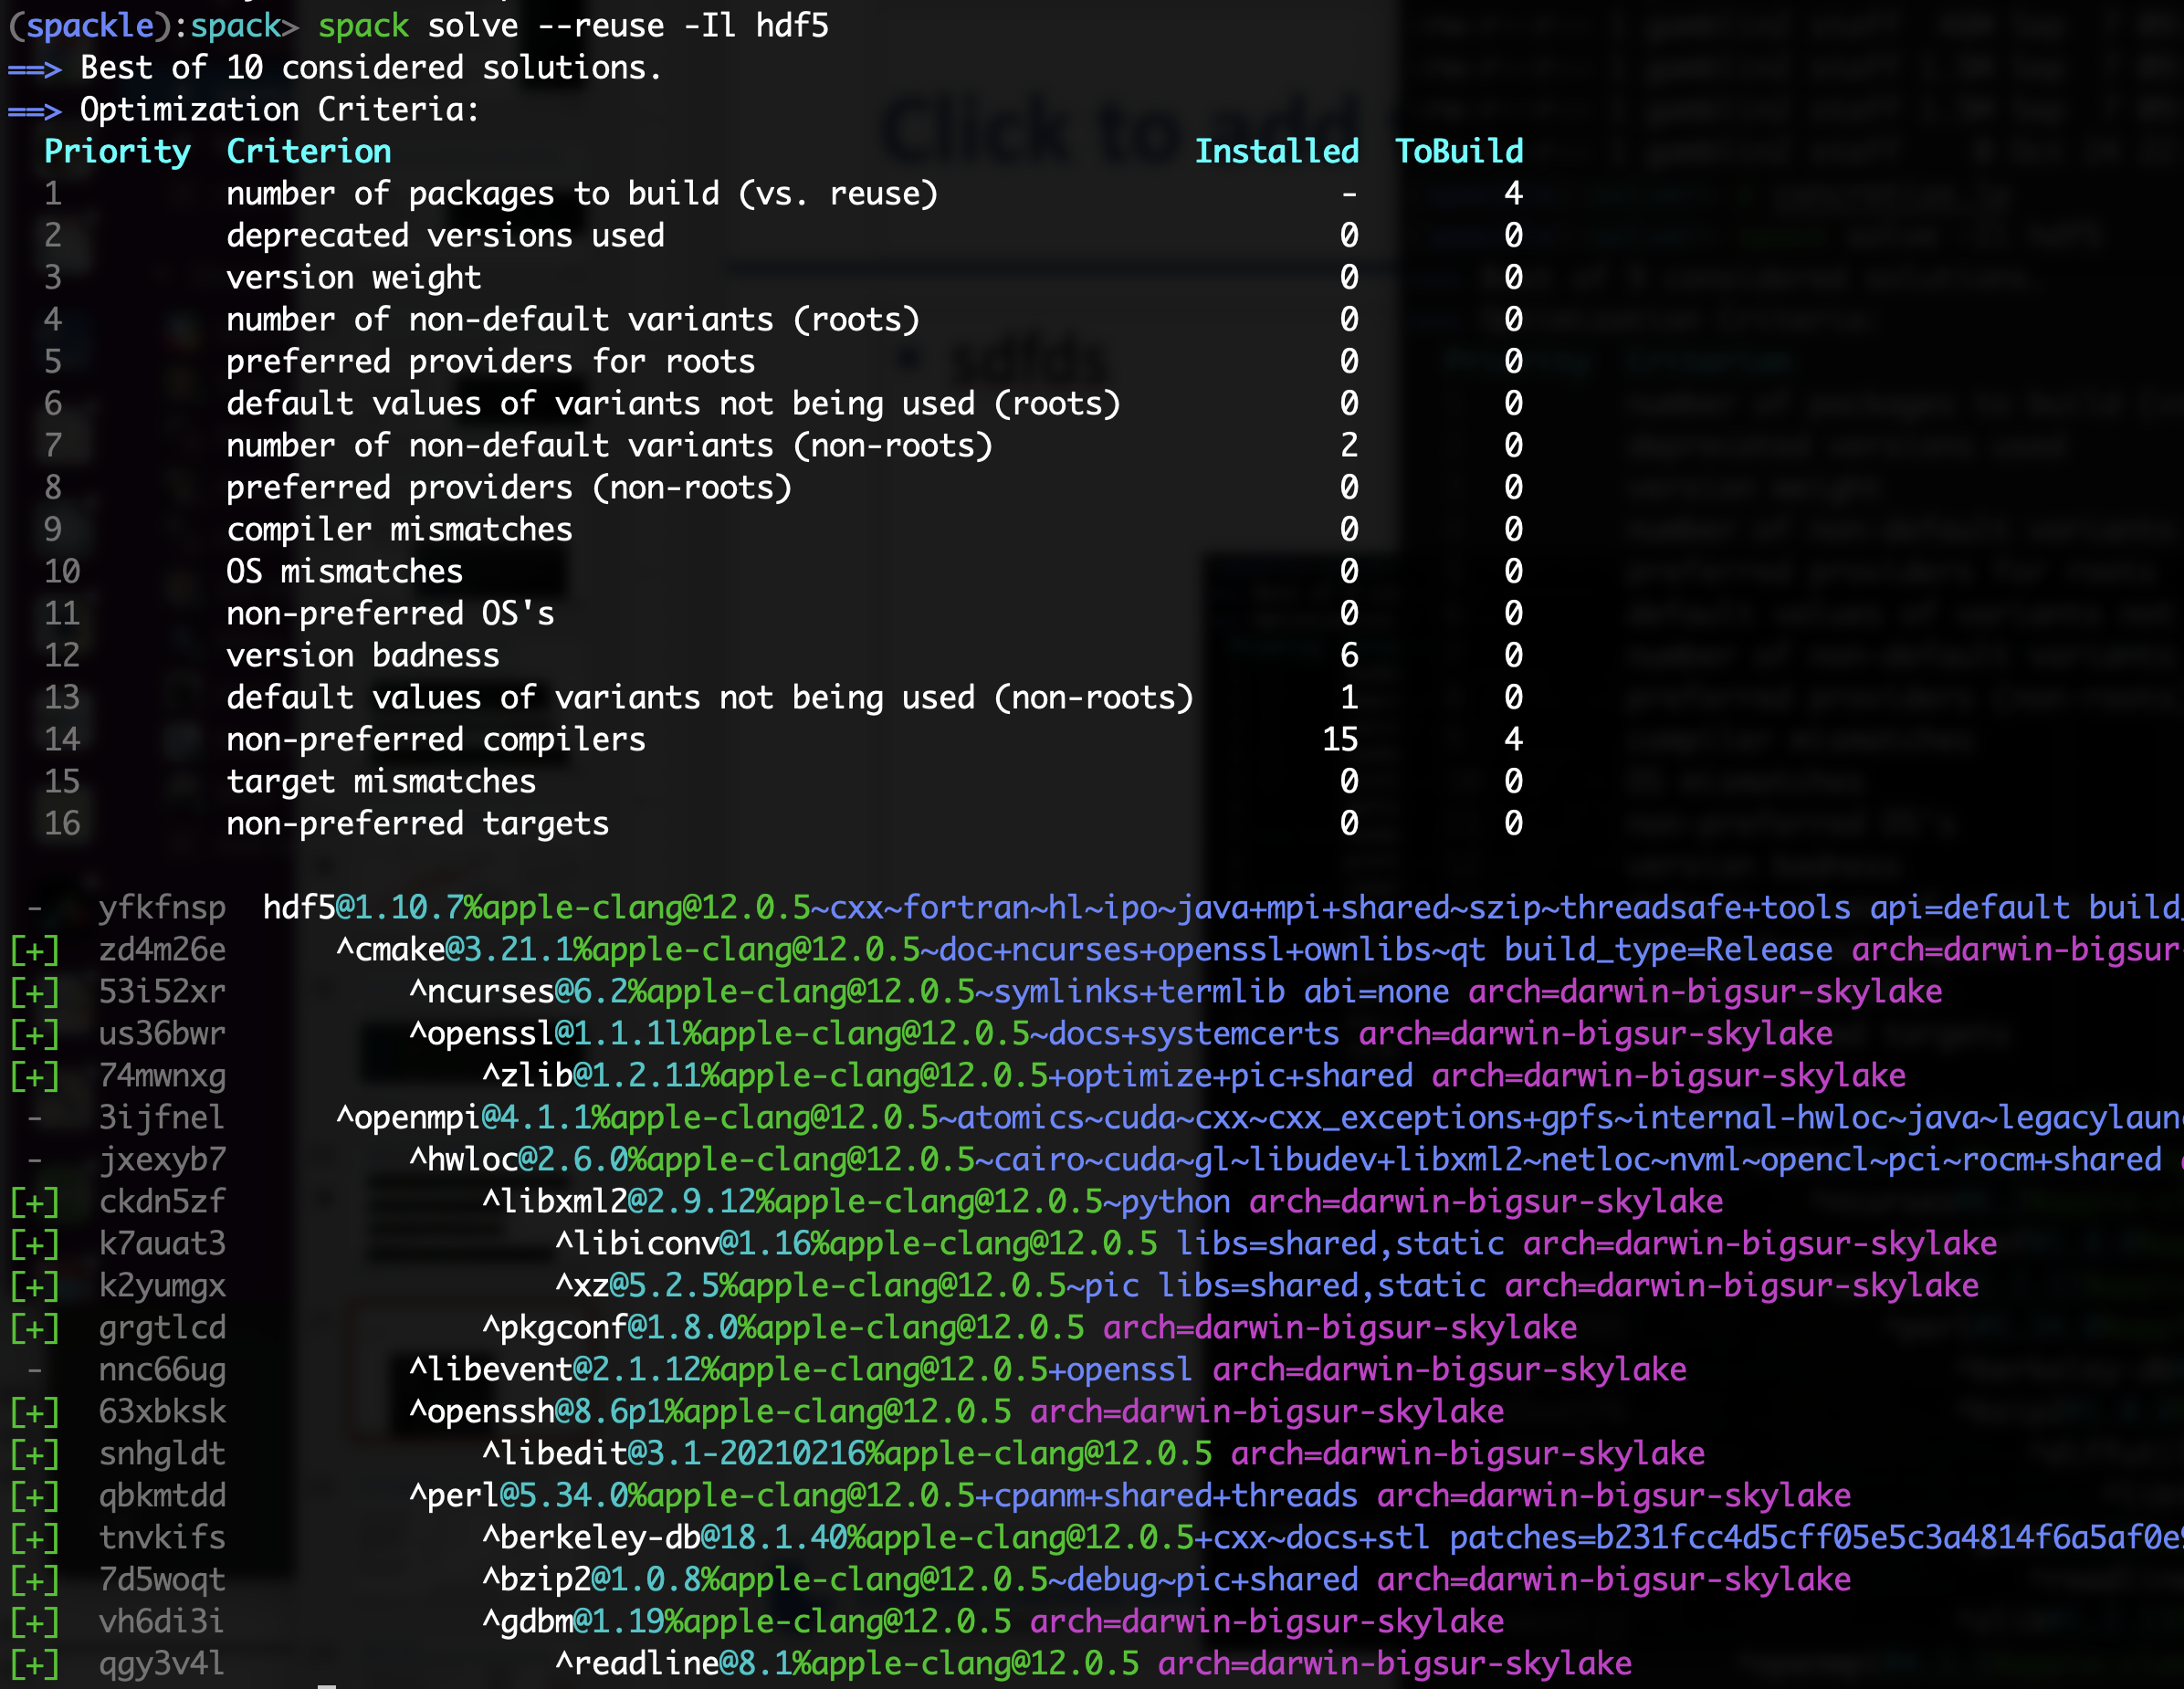 (spackle):spack> spack solve --reuse -Il hdf5
==> Best of 10 considered solutions.
==> Optimization Criteria:
Priority  Criterion  Installed  ToBuild
1  number of packages to build (vs. reuse)  -  4
2  deprecated versions used  0  0
3  version weight  0  0
4  number of non-default variants (roots)  0  0
5  preferred providers for roots  0  0
6  default values of variants not being used (roots)  0  0
7  number of non-default variants (non-roots)  2  0
8  preferred providers (non-roots)  0  0
9  compiler mismatches  0  0
10  OS mismatches  0  0
11  non-preferred OS's  0  0
12  version badness  6  0
13  default values of variants not being used (non-roots)  1  0
14  non-preferred compilers  15  4
15  target mismatches  0  0
16  non-preferred targets  0  0
-  yfkfnsp  hdf5@1.10.7%apple-clang@12.0.5~cxx~fortran~hl~ipo~java+mpi+shared~szip~threadsafe+tools api=default build
[+]  zd4m26e  ^cmake@3.21.1%apple-clang@12.0.5~doc+ncurses+openssl+ownlibs~qt build_type=Release arch=darwin-bigsur-
[+]  53i52xr  ^ncurses@6.2%apple-clang@12.0.5~symlinks+termlib abi=none arch=darwin-bigsur-skylake
[+]  us36bwr  ^openssl@1.1.1l%apple-clang@12.0.5~docs+systemcerts arch=darwin-bigsur-skylake
[+]  74mwnxg  ^zlib@1.2.11%apple-clang@12.0.5+optimize+pic+shared arch=darwin-bigsur-skylake
-  3ijfnel  ^openmpi@4.1.1%apple-clang@12.0.5~atomics~cuda~cxx~cxx_exceptions+gpfs~internal-hwloc~java~legacylaun
-  jxexyb7  ^hwloc@2.6.0%apple-clang@12.0.5~cairo~cuda~gl~libudev+libxml2~netloc~nvml~opencl~pci~rocm+shared
[+]  ckdn5zf  ^libxml2@2.9.12%apple-clang@12.0.5~python arch=darwin-bigsur-skylake
[+]  k7auat3  ^libiconv@1.16%apple-clang@12.0.5 libs=shared,static arch=darwin-bigsur-skylake
[+]  k2yumgx  ^xz@5.2.5%apple-clang@12.0.5~pic libs=shared,static arch=darwin-bigsur-skylake
[+]  grgtlcd  ^pkgconf@1.8.0%apple-clang@12.0.5 arch=darwin-bigsur-skylake
-  nnc66ug  ^libevent@2.1.12%apple-clang@12.0.5+openssl arch=darwin-bigsur-skylake
[+]  63xbksk  ^openssh@8.6p1%apple-clang@12.0.5 arch=darwin-bigsur-skylake
[+]  snhgldt  ^libedit@3.1-20210216%apple-clang@12.0.5 arch=darwin-bigsur-skylake
[+]  qbkmtdd  ^perl@5.34.0%apple-clang@12.0.5+cpanm+shared+threads arch=darwin-bigsur-skylake
[+]  tnvkifs  ^berkeley-db@18.1.40%apple-clang@12.0.5+cxx~docs+stl patches=b231fcc4d5cff05e5c3a4814f6a5af0e9
[+]  7d5woqt  ^bzip2@1.0.8%apple-clang@12.0.5~debug~pic+shared arch=darwin-bigsur-skylake
[+]  vh6di3i  ^gdbm@1.19%apple-clang@12.0.5 arch=darwin-bigsur-skylake
[+]  qgy3v4l  ^readline@8.1%apple-clang@12.0.5 arch=darwin-bigsur-skylake
Click to add
sdfds